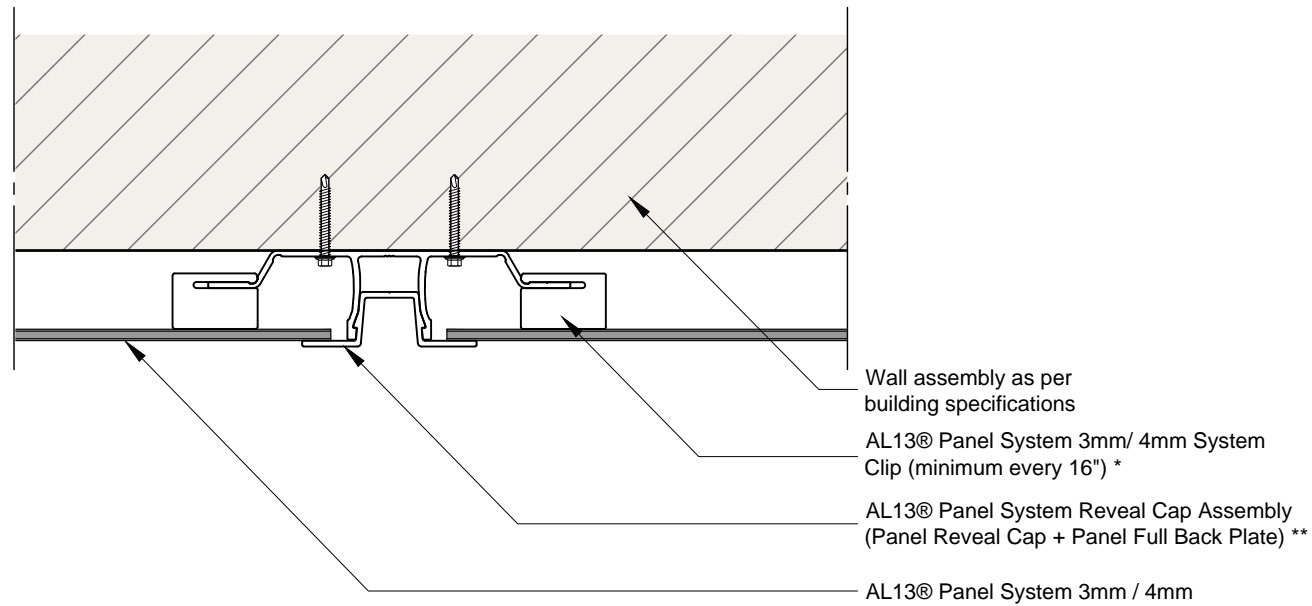 Wall assembly as per
building specifications
AL13® Panel System 3mm/ 4mm System
Clip (minimum every 16") *
AL13® Panel System Reveal Cap Assembly
(Panel Reveal Cap + Panel Full Back Plate) **
AL13® Panel System 3mm / 4mm